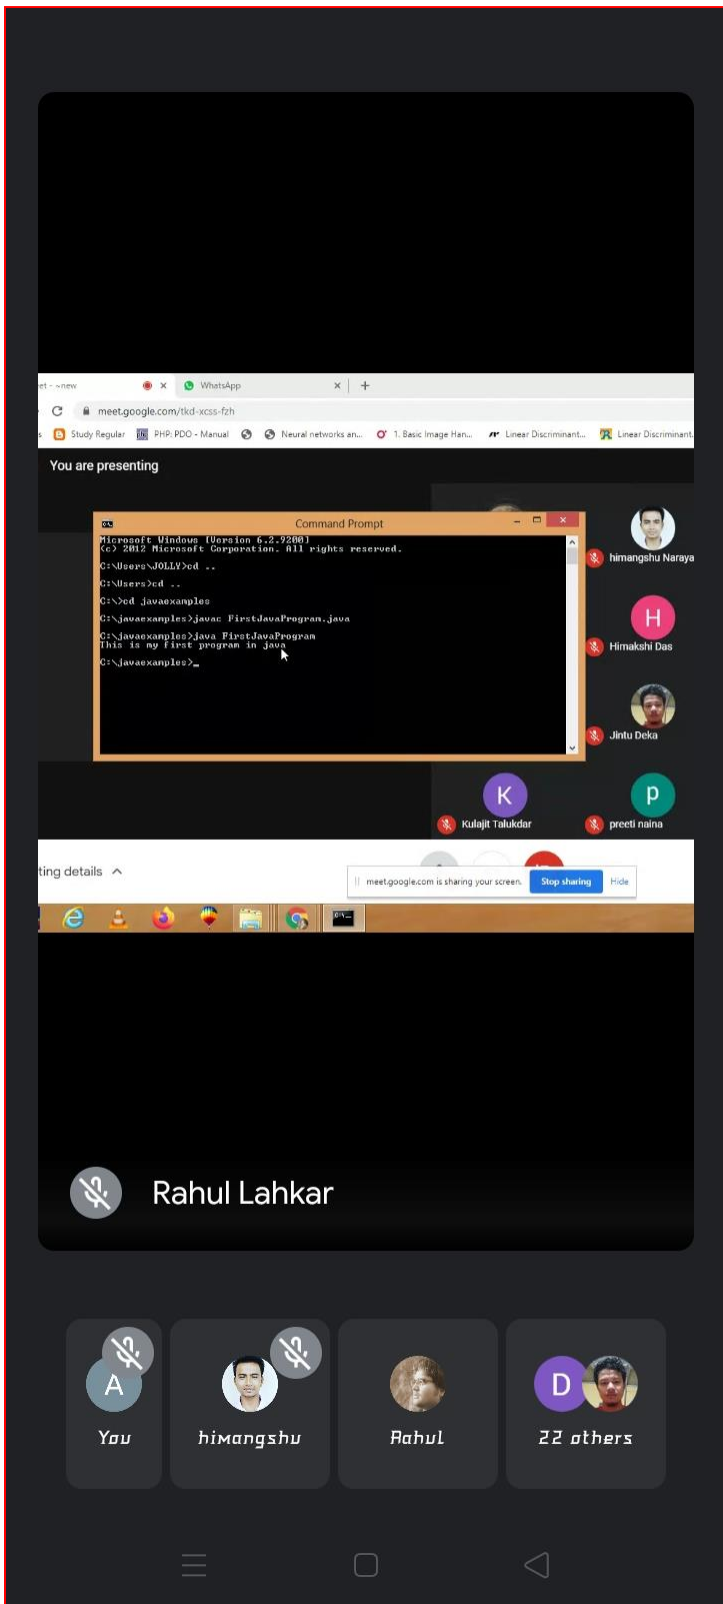 et - ~new
WhatsApp
meet.google.com/tkd-xcss-fzh
s Study Regular PHP: PDO - Manual Neural networks an... 1. Basic Image Han... Linear Discriminant... Linear Discriminant.
You are presenting
Command Prompt
Microsoft Windows [Version 6.2.9200]
(c) 2012 Microsoft Corporation. All rights reserved.
C:\Users\JOLLY>cd ..
C:\Users>cd ..
C:\>cd javaexamples
C:\javaexamples>javac FirstJavaProgram.java
C:\javaexamples>java FirstJavaProgram
This is my first program in java
C:\javaexamples>_
himangshu Naraya
H
Himakshi Das
Jintu Deka
K
Kulajit Talukdar
p
preeti naina
ting details
meet.google.com is sharing your screen. Stop sharing Hide
Rahul Lahkar
A
D
You
himangshu
Rahul
22 others